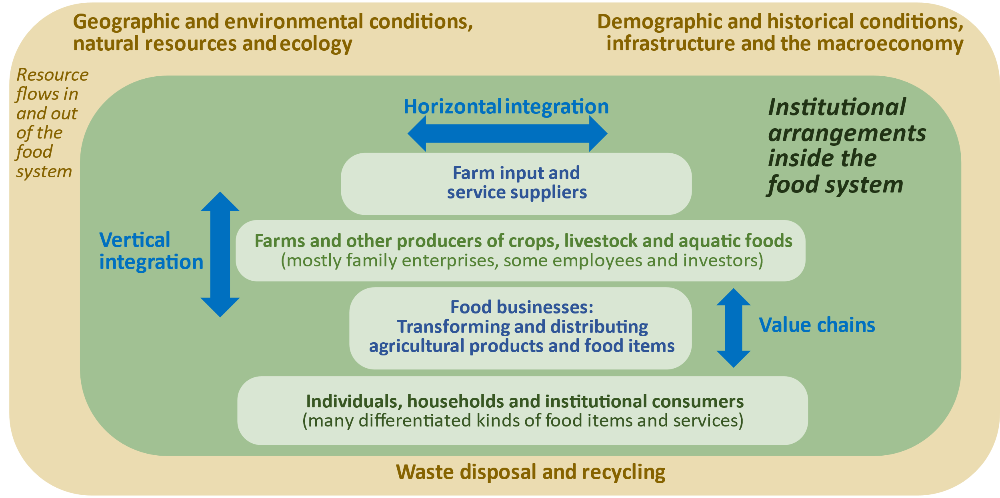 Geographic and environmental conditions,
natural resources and ecology
Demographic and historical conditions,
infrastructure and the macroeconomy
Resource
flows in
and out
of the
food
system
Horizontal integration
Institutional
arrangements
inside the
food system
Farm input and
service suppliers
Vertical
integration
Farms and other producers of crops, livestock and aquatic foods
(mostly family enterprises, some employees and investors)
Food businesses:
Transforming and distributing
agricultural products and food items
Value chains
Individuals, households and institutional consumers
(many differentiated kinds of food items and services)
Waste disposal and recycling